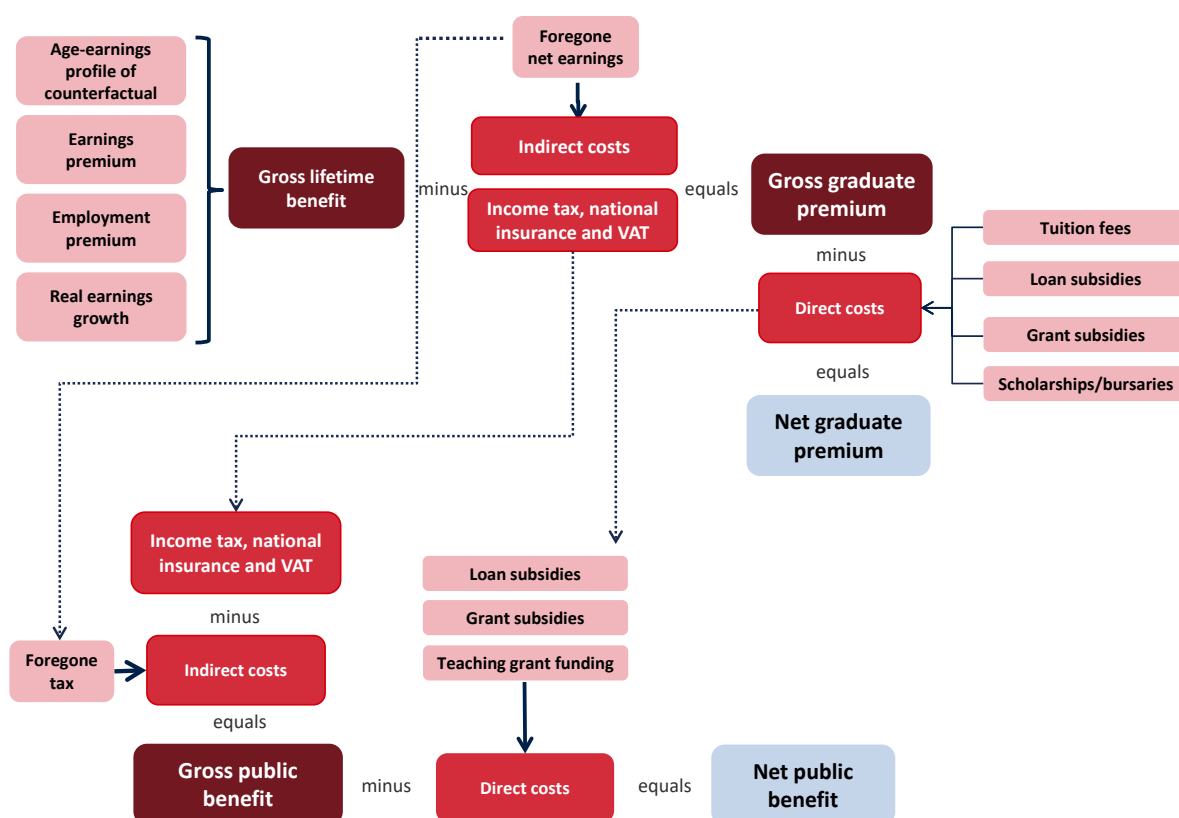 Age-earnings
profile of
counterfactual
Earnings
premium
Employment
premium
Real earnings
growth
Gross lifetime
benefit
minus
Foregone
net earnings
Indirect costs
Income tax, national
insurance and VAT
equals
Gross graduate
premium
minus
Direct costs
equals
Net graduate
premium
Tuition fees
Loan subsidies
Grant subsidies
Scholarships/bursaries
Income tax, national
insurance and VAT
minus
Foregone
tax
Indirect costs
equals
Gross public
benefit
minus
Loan subsidies
Grant subsidies
Teaching grant funding
Direct costs
equals
Net public
benefit